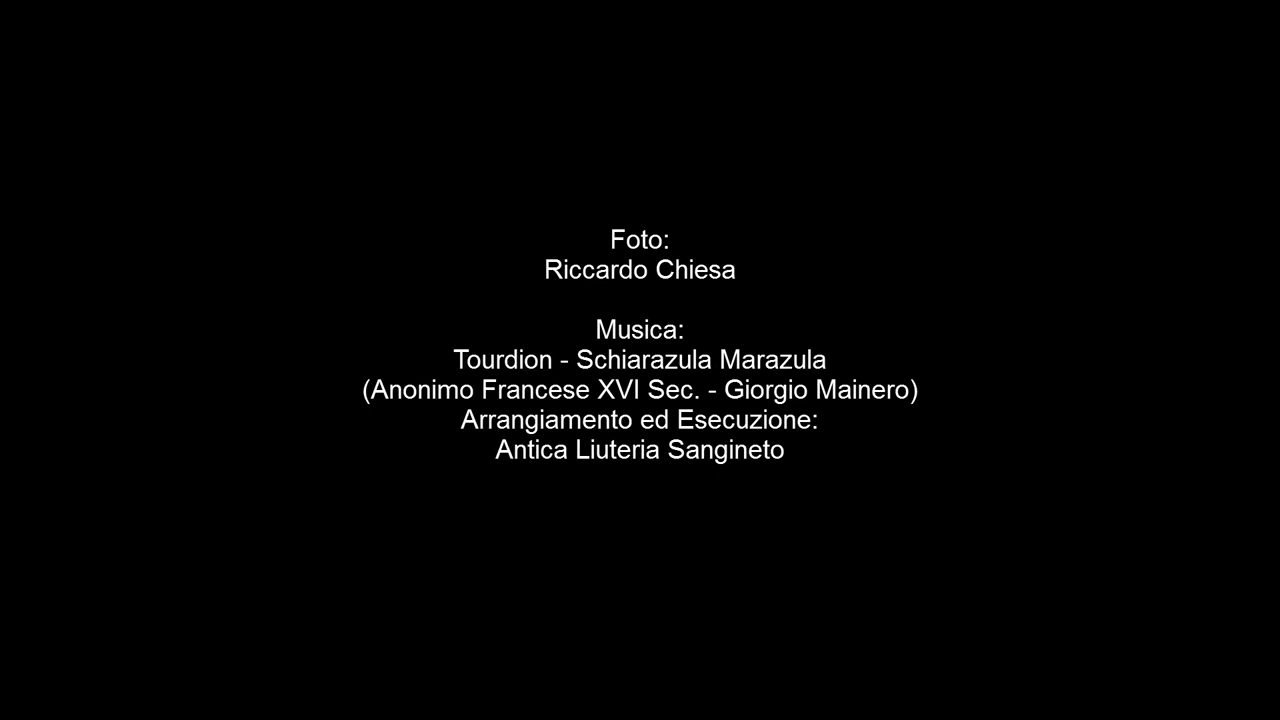 Foto:
Riccardo Chiesa
Musica:
Tourdion - Schiarazula Marazula
(Anonimo Francese XVI Sec. - Giorgio Mainero)
Arrangiamento ed Esecuzione:
Antica Liuteria Sangineto